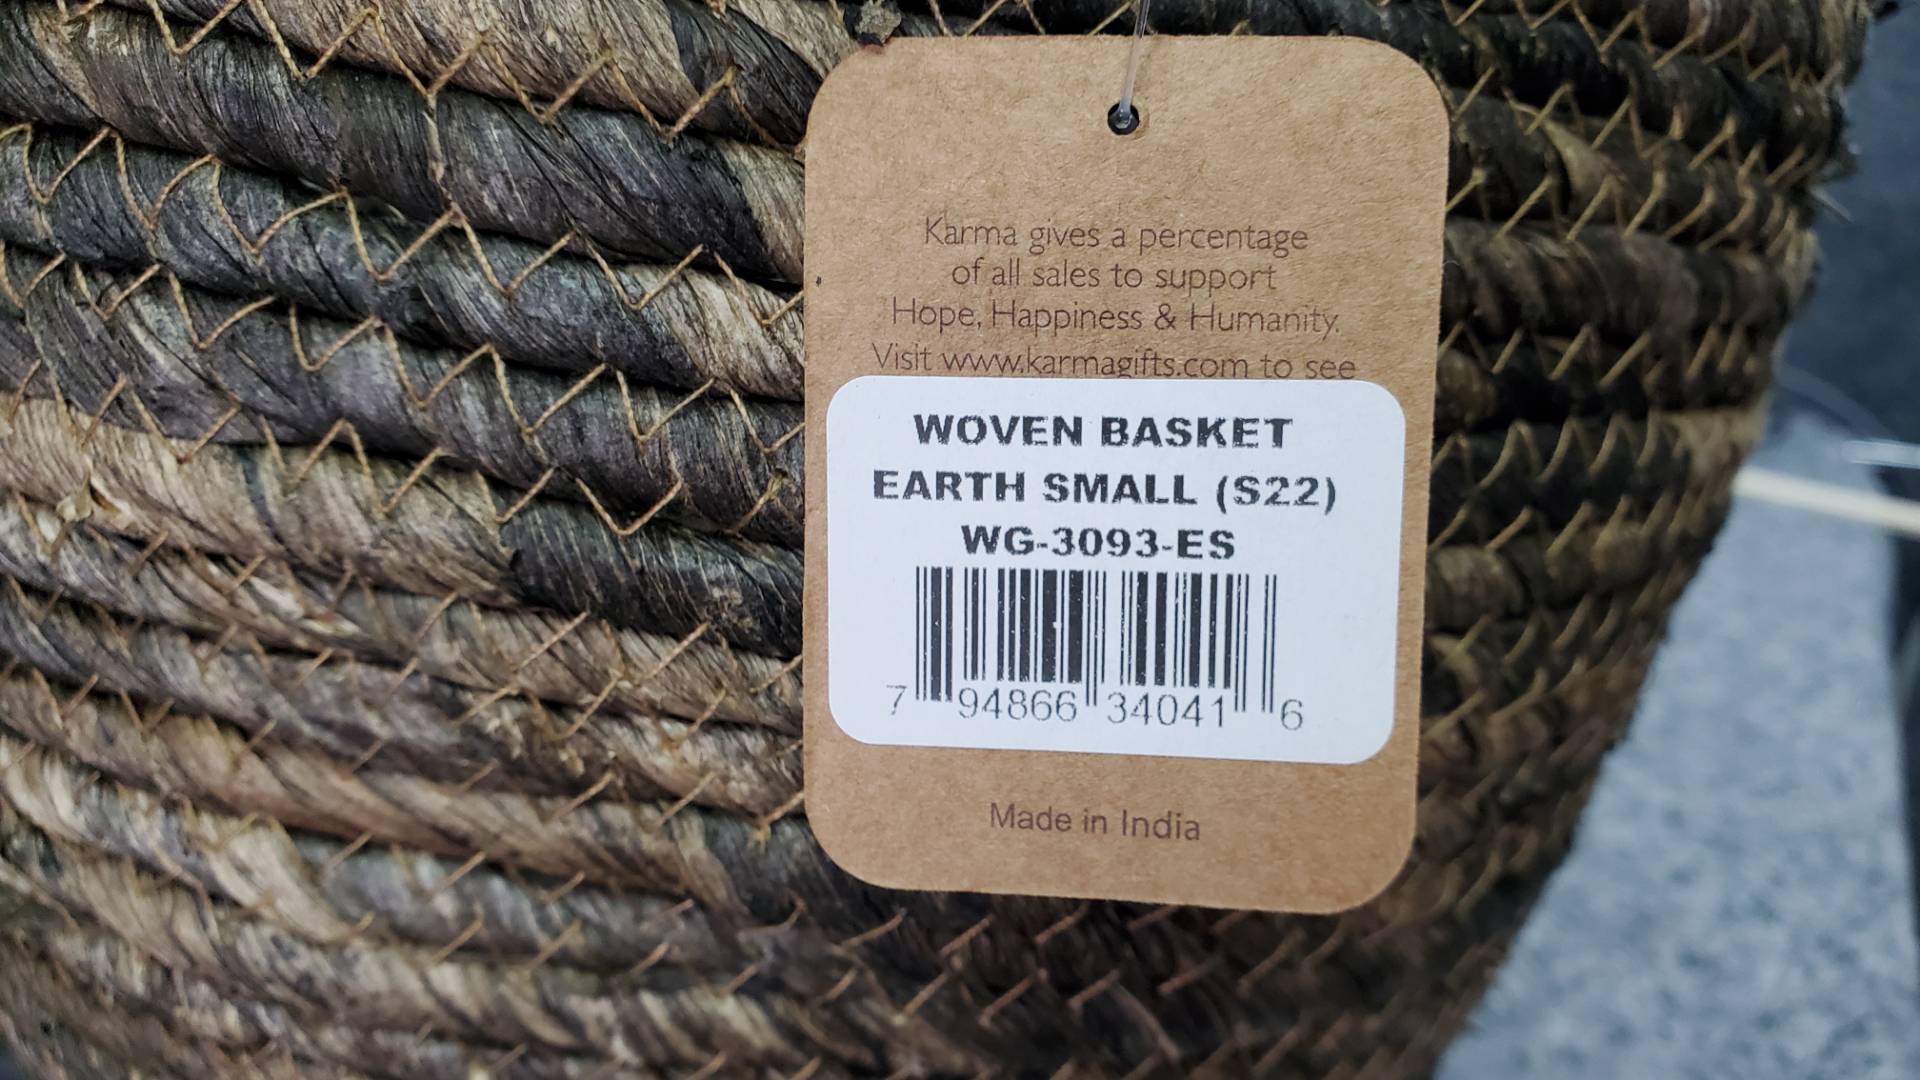 Karma gives a percentage
of all sales to support
Hope, Happiness & Humanity.
Visit www.karmagifts.com to see
WOVEN BASKET
EARTH SMALL (S22)
WG-3093-ES
7 94866 34041 6
Made in India